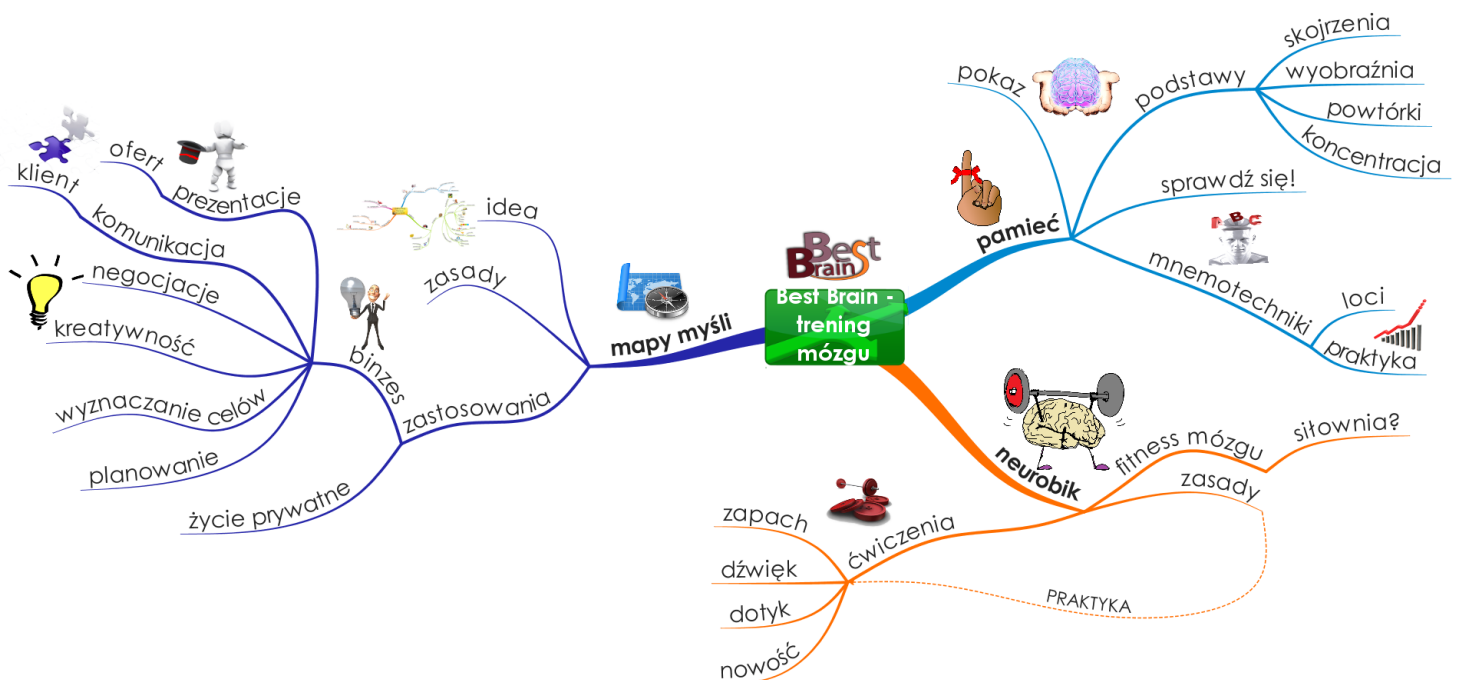 Best Brain
Best Brain -
trening
mózgu
pamieć
pokaz
podstawy
skojrzenia
wyobraźnia
powtórki
koncentracja
sprawdź się!
mnemotechniki
loci
praktyka
ABC
neurobik
fitness mózgu
siłownia?
zasady
PRAKTYKA
ćwiczenia
zapach
dźwięk
dotyk
nowość
mapy myśli
idea
zasady
zastosowania
binzes
prezentacje
ofert
komunikacja
klient
negocjacje
kreatywność
wyznaczanie celów
planowanie
życie prywatne